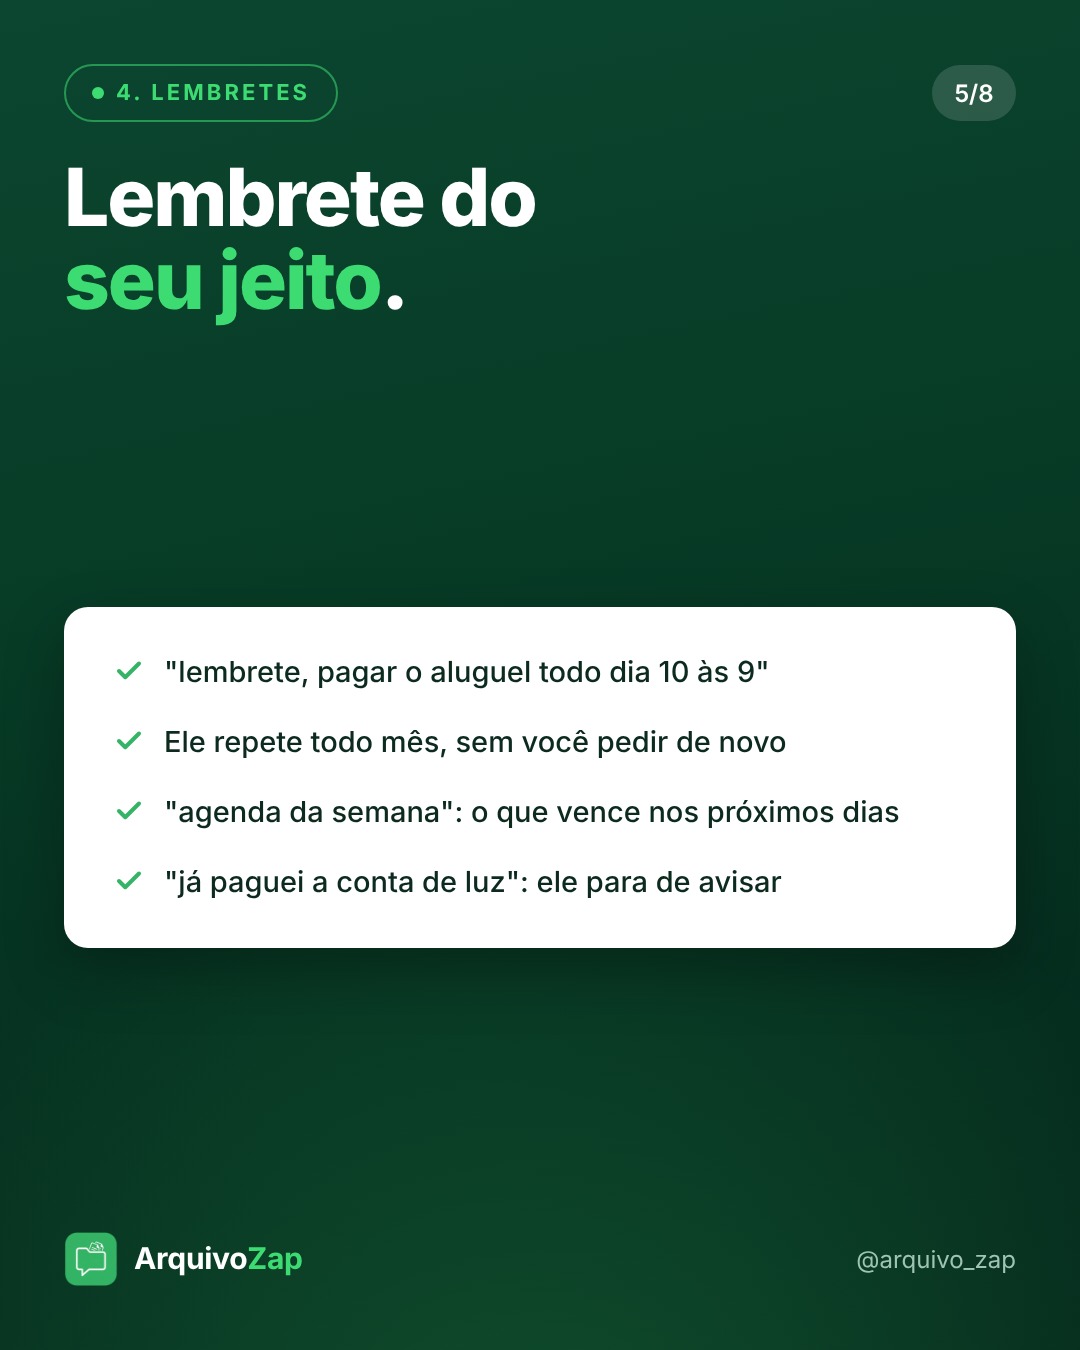 4. LEMBRETES
5/8
Lembrete do
seu jeito.
"lembrete, pagar o aluguel todo dia 10 às 9"
Ele repete todo mês, sem você pedir de novo
"agenda da semana": o que vence nos próximos dias
"já paguei a conta de luz": ele para de avisar
ArquivoZap
@arquivo_zap